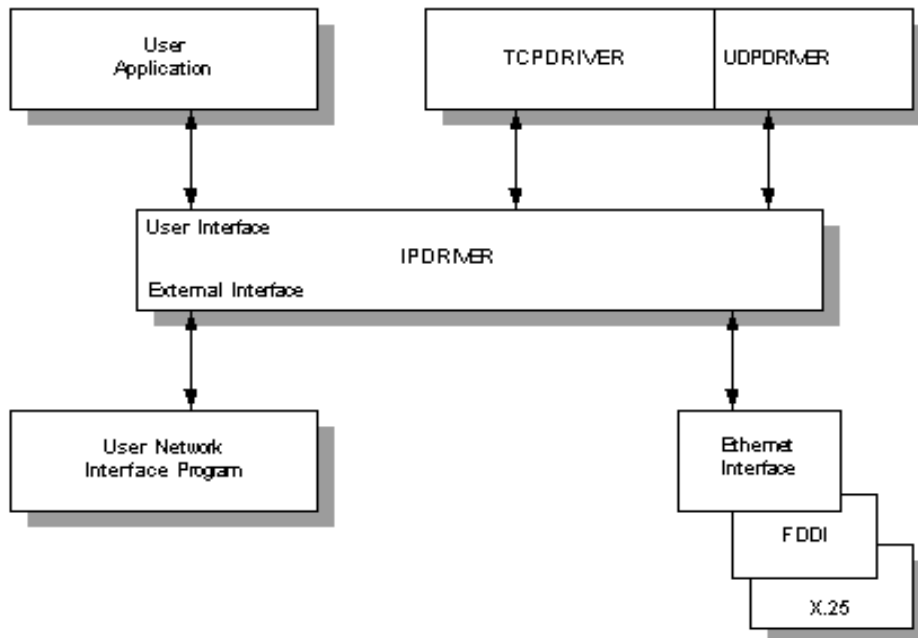 User
Application
TCPDRIVER
UDPDRIVER
User Interface
IPDRIVER
External Interface
User Network
Interface Program
Ethernet
Interface
FDDI
X.25